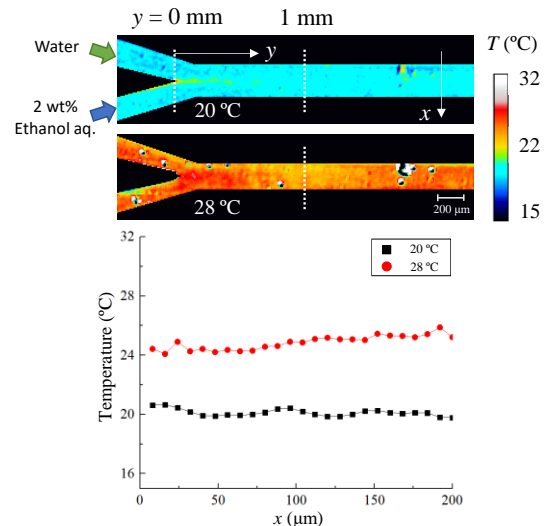 y = 0 mm
1 mm
Water
y
T (ºC)
32
2 wt%
Ethanol aq.
20 ºC
x
22
28 ºC
200 μm
15
32
28
24
20
16
Temperature (ºC)
20 ºC
28 ºC
0
50
100
150
200
x (μm)